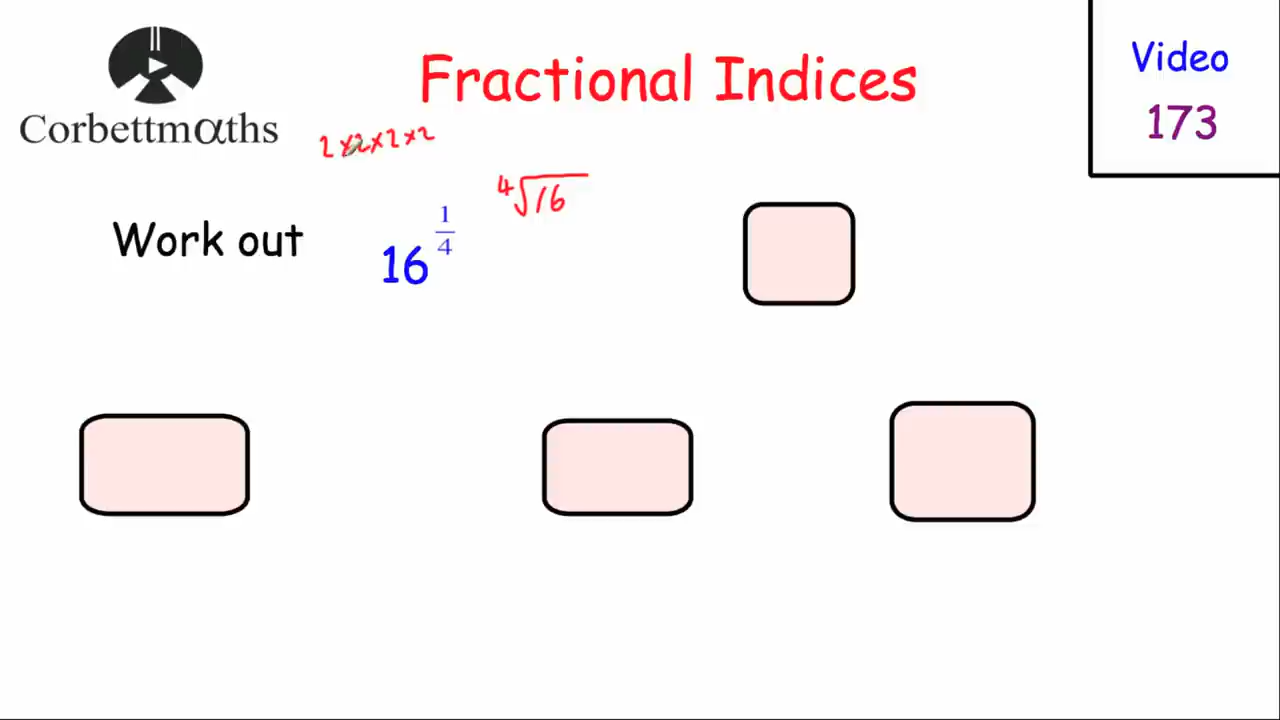 Fractional Indices
Video
173
Corbettmαths
2 × 2 × 2 × 2
⁴√16
Work out 16^(1/4)